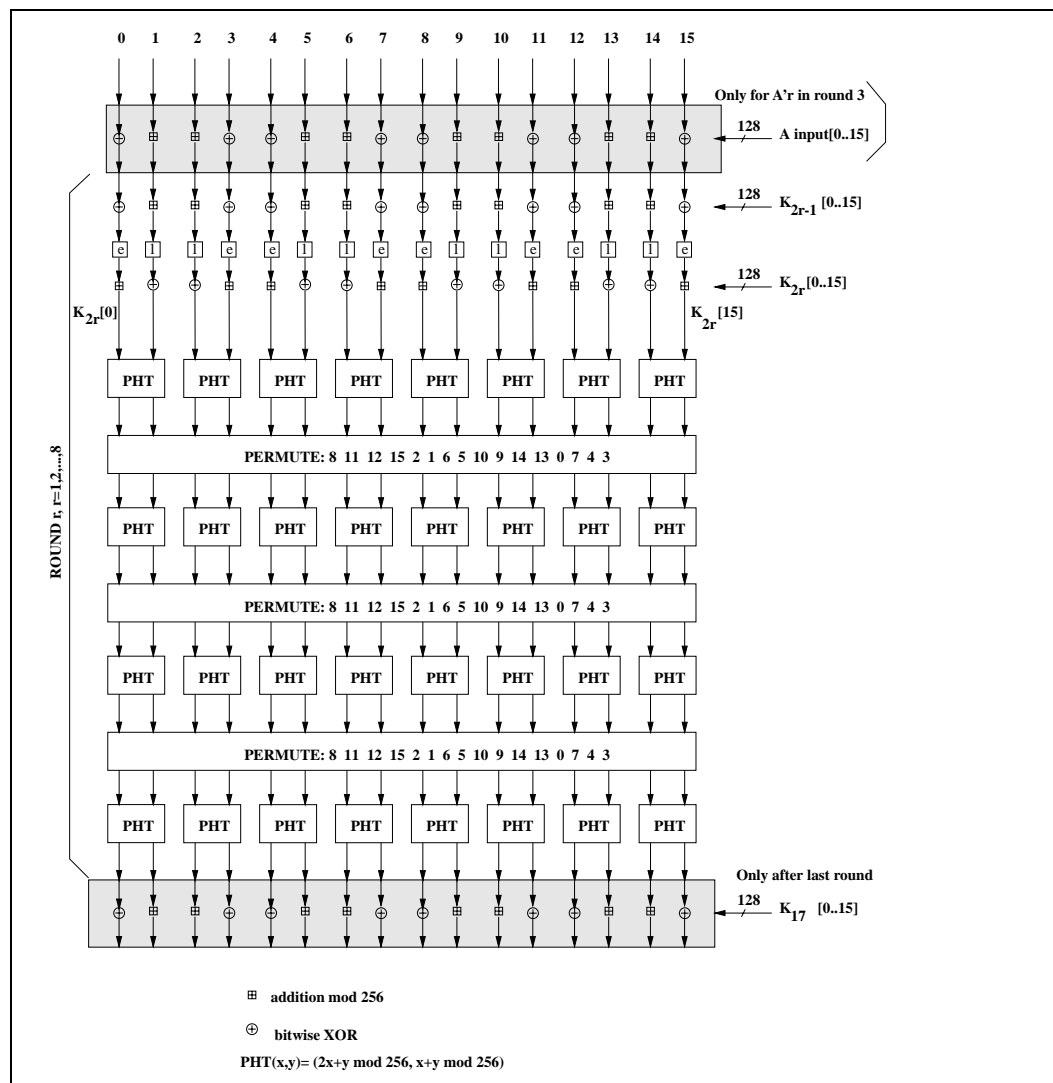 0 1 2 3 4 5 6 7 8 9 10 11 12 13 14 15
Only for A'r in round 3
128 A input[0..15]
128 K2r-1 [0..15]
e l l e e l l e e l l e e l l e
128 K2r [0..15]
K2r[0]
K2r [15]
PHT PHT PHT PHT PHT PHT PHT PHT
PERMUTE: 8 11 12 15 2 1 6 5 10 9 14 13 0 7 4 3
PHT PHT PHT PHT PHT PHT PHT PHT
ROUND r, r=1,2,...,8
PERMUTE: 8 11 12 15 2 1 6 5 10 9 14 13 0 7 4 3
PHT PHT PHT PHT PHT PHT PHT PHT
PERMUTE: 8 11 12 15 2 1 6 5 10 9 14 13 0 7 4 3
PHT PHT PHT PHT PHT PHT PHT PHT
Only after last round
128 K17 [0..15]
addition mod 256
bitwise XOR
PHT(x,y)= (2x+y mod 256, x+y mod 256)